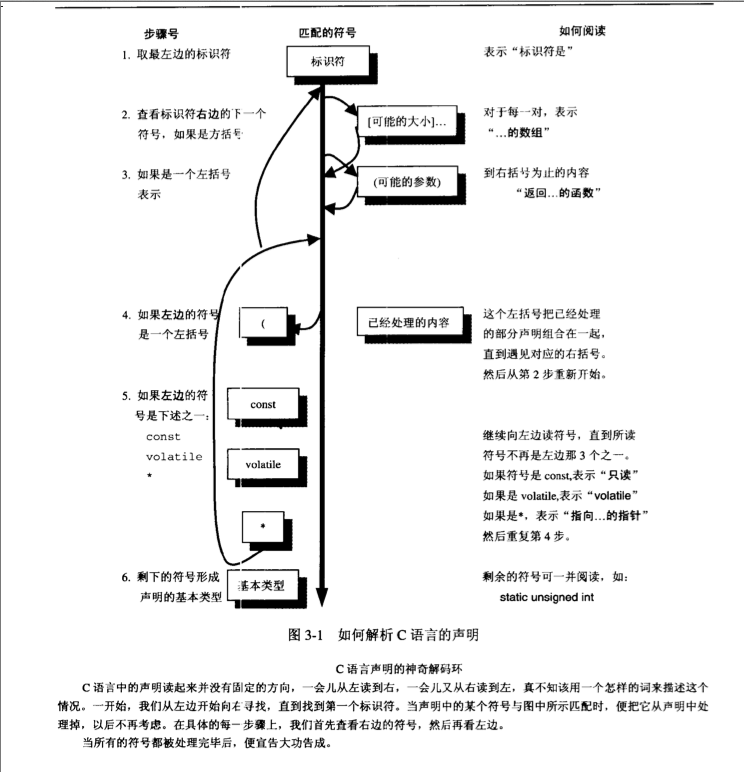 步骤号 匹配的符号 如何阅读
1. 取最左边的标识符 标识符 表示“标识符是”
2. 查看标识符右边的下一个 [可能的大小]... 对于每一对，表示
符号，如果是方括号 “…的数组”
3. 如果是一个左括号 (可能的参数) 到右括号为止的内容
表示 “返回…的函数”
4. 如果左边的符号 ( 已经处理的内容 这个左括号把已经处理
是一个左括号 的部分声明组合在一起，
直到遇见对应的右括号。
然后从第 2 步重新开始。
5. 如果左边的符 const
号是下述之一：
const 继续向左边读符号，直到所读
volatile volatile 符号不再是左边那 3 个之一。
* 如果符号是 const,表示“只读”
如果是 volatile,表示“volatile”
* 如果是*，表示“指向…的指针”
然后重复第 4 步。
6. 剩下的符号形成 基本类型 剩余的符号可一并阅读，如：
声明的基本类型 static unsigned int
图 3-1 如何解析 C 语言的声明
C 语言声明的神奇解码环
C 语言中的声明读起来并没有固定的方向，一会儿从左读到右，一会儿又从右读到左，真不知该用一个怎样的词来描述这个
情况。一开始，我们从左边开始向右寻找，直到找到第一个标识符。当声明中的某个符号与图中所示匹配时，便把它从声明中处
理掉，以后不再考虑。在具体的每一步骤上，我们首先查看右边的符号，然后再看左边。
当所有的符号都被处理完毕后，便宣告大功告成。